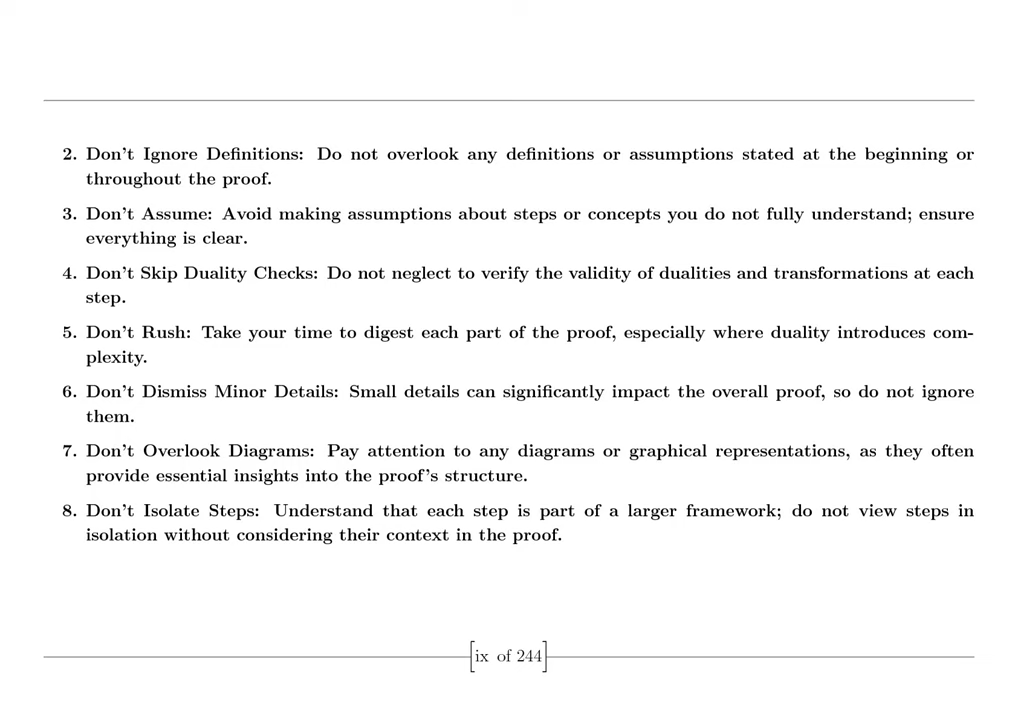 2. Don't Ignore Definitions: Do not overlook any definitions or assumptions stated at the beginning or
throughout the proof.
3. Don't Assume: Avoid making assumptions about steps or concepts you do not fully understand; ensure
everything is clear.
4. Don't Skip Duality Checks: Do not neglect to verify the validity of dualities and transformations at each
step.
5. Don't Rush: Take your time to digest each part of the proof, especially where duality introduces com-
plexity.
6. Don't Dismiss Minor Details: Small details can significantly impact the overall proof, so do not ignore
them.
7. Don't Overlook Diagrams: Pay attention to any diagrams or graphical representations, as they often
provide essential insights into the proof's structure.
8. Don't Isolate Steps: Understand that each step is part of a larger framework; do not view steps in
isolation without considering their context in the proof.
[ix of 244]